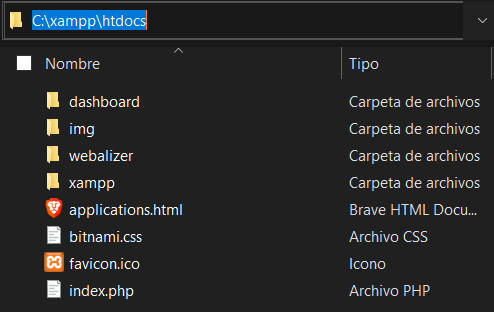 C:\xampp\htdocs
Nombre Tipo
dashboard Carpeta de archivos
img Carpeta de archivos
webalizer Carpeta de archivos
xampp Carpeta de archivos
applications.html Brave HTML Docu...
bitnami.css Archivo CSS
favicon.ico Icono
index.php Archivo PHP